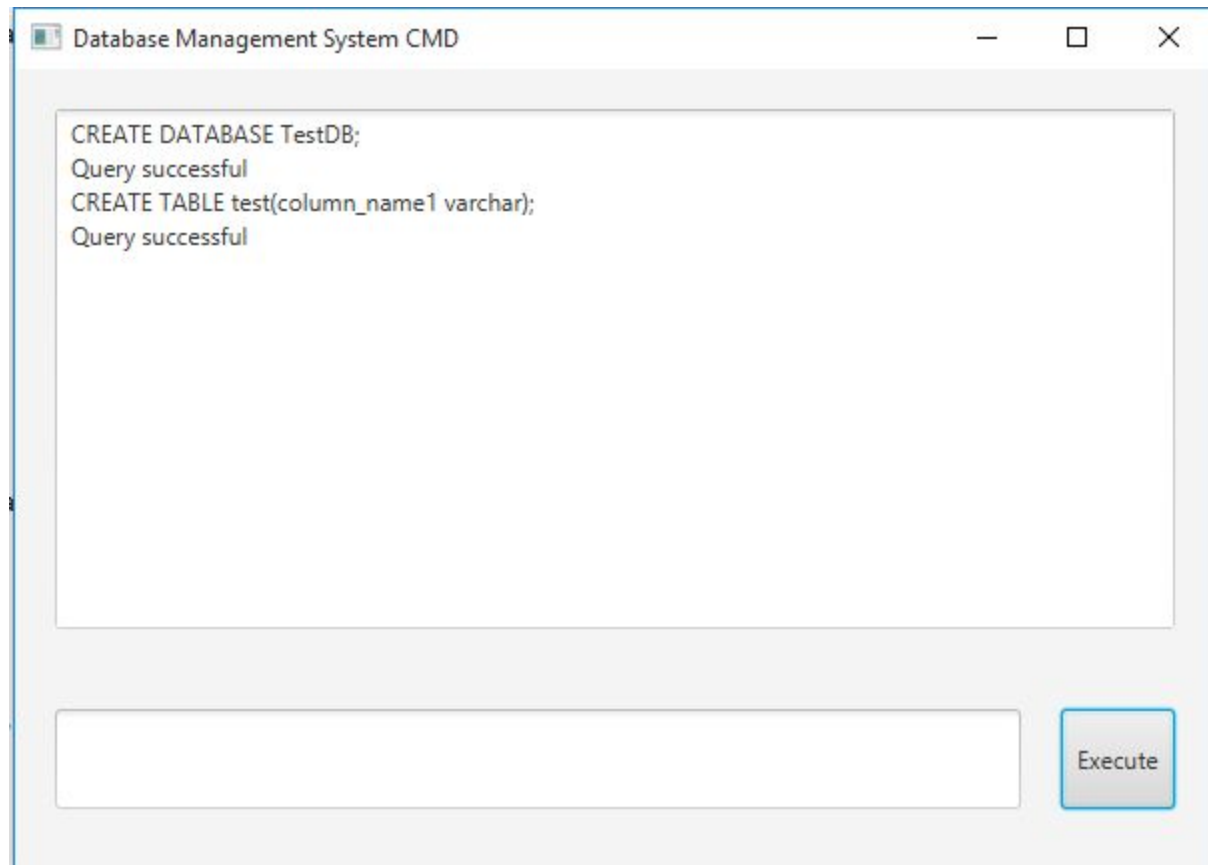 Database Management System CMD
CREATE DATABASE TestDB;
Query successful
CREATE TABLE test(column_name1 varchar);
Query successful
Execute